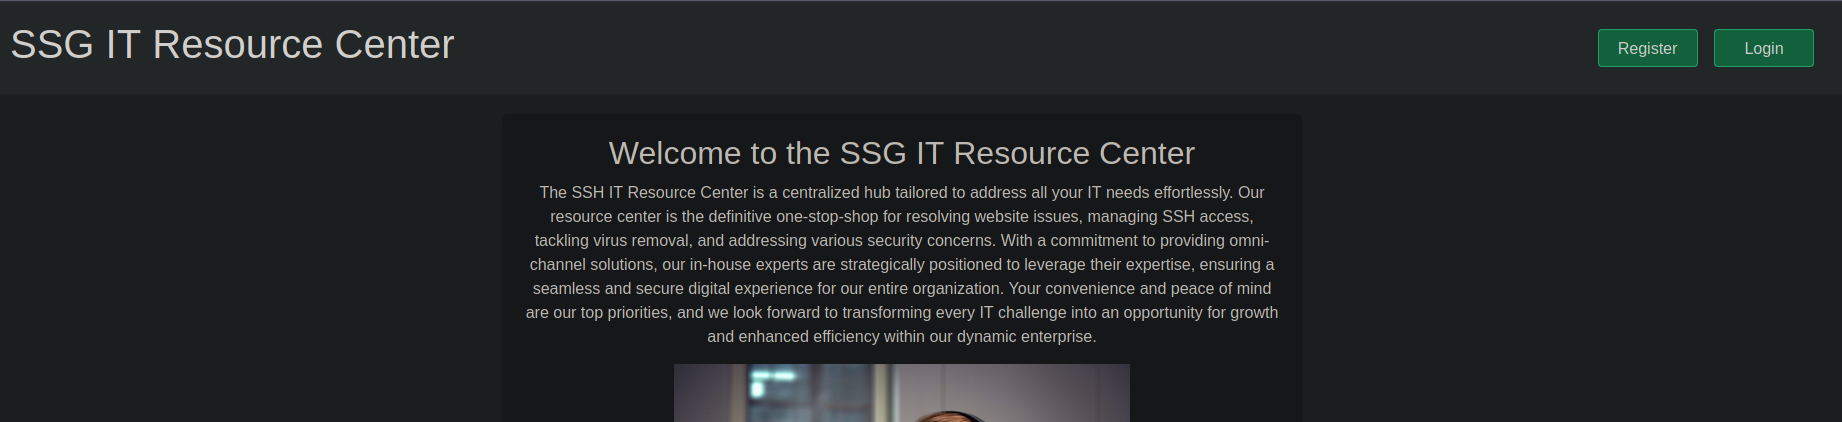 SSG IT Resource Center
Register
Login
Welcome to the SSG IT Resource Center
The SSH IT Resource Center is a centralized hub tailored to address all your IT needs effortlessly. Our
resource center is the definitive one-stop-shop for resolving website issues, managing SSH access,
tackling virus removal, and addressing various security concerns. With a commitment to providing omni-
channel solutions, our in-house experts are strategically positioned to leverage their expertise, ensuring a
seamless and secure digital experience for our entire organization. Your convenience and peace of mind
are our top priorities, and we look forward to transforming every IT challenge into an opportunity for growth
and enhanced efficiency within our dynamic enterprise.